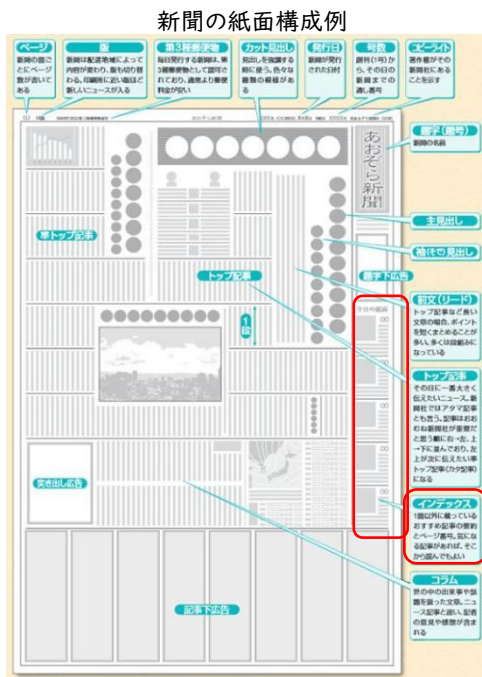 新聞の紙面構成例
ページ
新聞の面ご
とにページ
数が書いて
ある
版
新聞は配達地域によって
内容が変わり、版も切り替
わる。印刷所に近い版ほど
新しいニュースが入る
第3種郵便物
毎日発行する新聞は、第
3種郵便物として認可さ
れており、通常より郵便
料金が安い
カット見出し
見出しを強調する
時に使う。色々な
種類の模様があ
る
発行日
新聞が発行
された日付
号数
創刊(1号)か
ら、その日の
新聞までの
通し番号
コピーライト
著作権がその
新聞社にある
ことを示す
題字(題号)
新聞の名前
あおぞら新聞
主見出し
袖(そで)見出し
準トップ記事
トップ記事
題字下広告
1段
今日の紙面
前文(リード)
トップ記事など長い
文章の場合、ポイント
を短くまとめることが
多い。多くは段組みに
なっている
トップ記事
その日に一番大きく
伝えたいニュース。新
聞社ではアタマ記事
とも言う。記事はおお
むね新聞社が重要だ
と思う順に右→左、上
→下に並んでおり、左
上が次に伝えたい準
トップ記事(カタ記事)
になる
突き出し広告
インデックス
1面以外に載っている
おすすめ記事の要約
とページ番号。気にな
る記事があれば、そこ
から読んでもよい
コラム
世の中の出来事や話
題を扱った文章。ニュ
ース記事と違い、記者
の意見や感想が含ま
れる
記事下広告